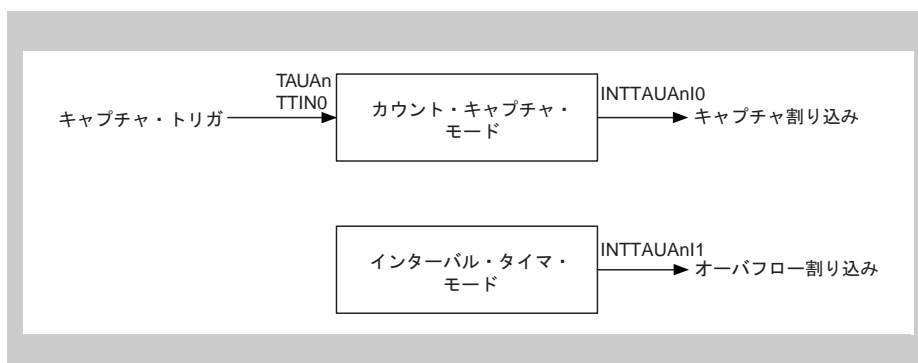 TAUAn
TTIN0
キャプチャ・トリガ
カウント・キャプチャ・
モード
INTTAUAnI0
キャプチャ割り込み
インターバル・タイマ・
モード
INTTAUAnI1
オーバフロー割り込み